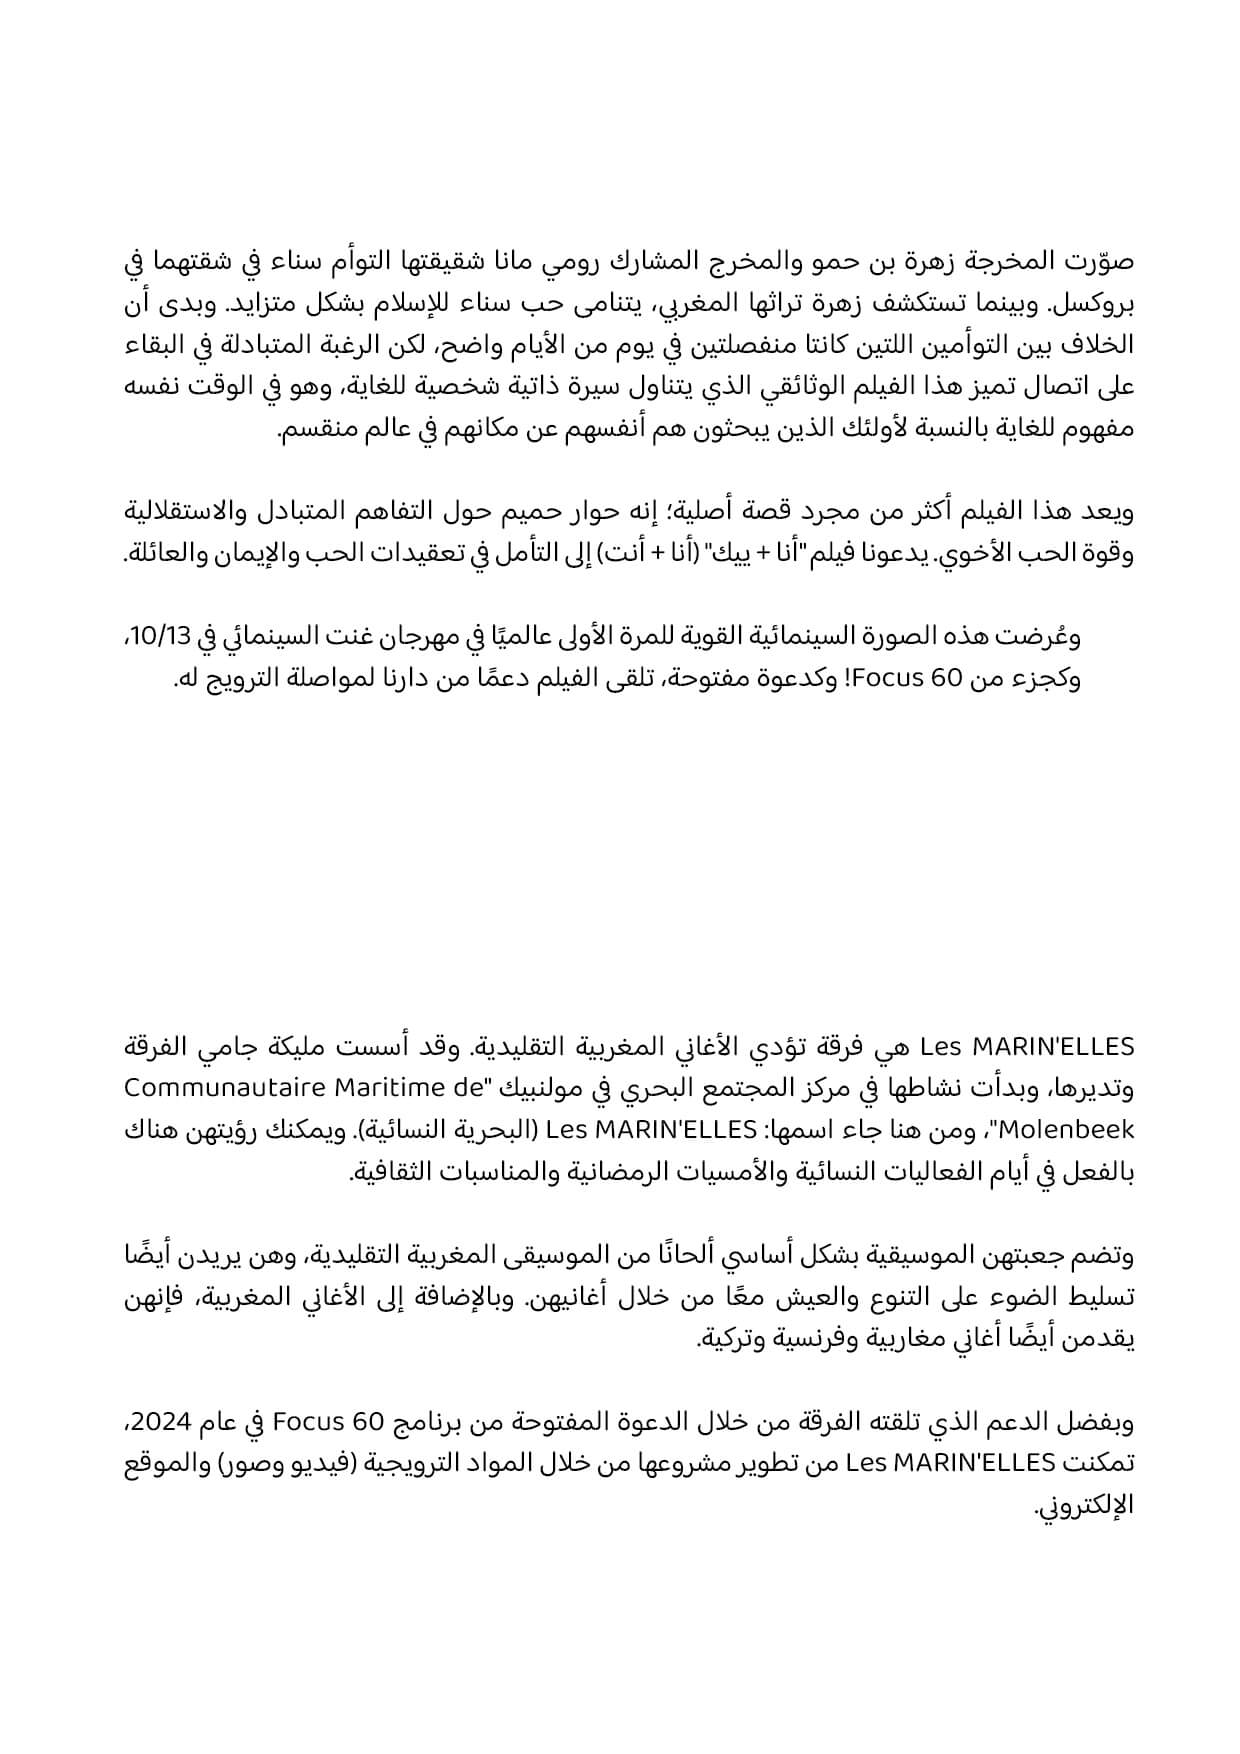 صوّرت المخرجة زهرة بن حمو والمخرج المشارك رومي مانا شقيقتها التوأم سناء في شقتهما في
بروكسل. وبينما تستكشف زهرة تراثها المغربي، يتنامى حب سناء للإسلام بشكل متزايد. وبدى أن
الخلاف بين التوأمين اللتين كانتا منفصلتين في يوم من الأيام واضح، لكن الرغبة المتبادلة في البقاء
على اتصال تميز هذا الفيلم الوثائقي الذي يتناول سيرة ذاتية شخصية للغاية، وهو في الوقت نفسه
مفهوم للغاية بالنسبة لأولئك الذين يبحثون هم أنفسهم عن مكانهم في عالم منقسم.
ويعد هذا الفيلم أكثر من مجرد قصة أصلية؛ إنه حوار حميم حول التفاهم المتبادل والاستقلالية
وقوة الحب الأخوي. يدعونا فيلم "أنا + ييك" (أنا + أنت) إلى التأمل في تعقيدات الحب والإيمان والعائلة.
وعُرضت هذه الصورة السينمائية القوية للمرة الأولى عالميًا في مهرجان غنت السينمائي في 10/13،
وكجزء من Focus 60! وكدعوة مفتوحة، تلقى الفيلم دعمًا من دارنا لمواصلة الترويج له.
Les MARIN'ELLES هي فرقة تؤدي الأغاني المغربية التقليدية. وقد أسست مليكة جامي الفرقة
وتديرها، وبدأت نشاطها في مركز المجتمع البحري في مولنبيك "Communautaire Maritime de
Molenbeek"، ومن هنا جاء اسمها: Les MARIN'ELLES (البحرية النسائية). ويمكنك رؤيتهن هناك
بالفعل في أيام الفعاليات النسائية والأمسيات الرمضانية والمناسبات الثقافية.
وتضم جعبتهن الموسيقية بشكل أساسي ألحانًا من الموسيقى المغربية التقليدية، وهن يريدن أيضًا
تسليط الضوء على التنوع والعيش معًا من خلال أغانيهن. وبالإضافة إلى الأغاني المغربية، فإنهن
يقدمن أيضًا أغاني مغاربية وفرنسية وتركية.
وبفضل الدعم الذي تلقته الفرقة من خلال الدعوة المفتوحة من برنامج Focus 60 في عام 2024،
تمكنت Les MARIN'ELLES من تطوير مشروعها من خلال المواد الترويجية (فيديو وصور) والموقع
الإلكتروني.